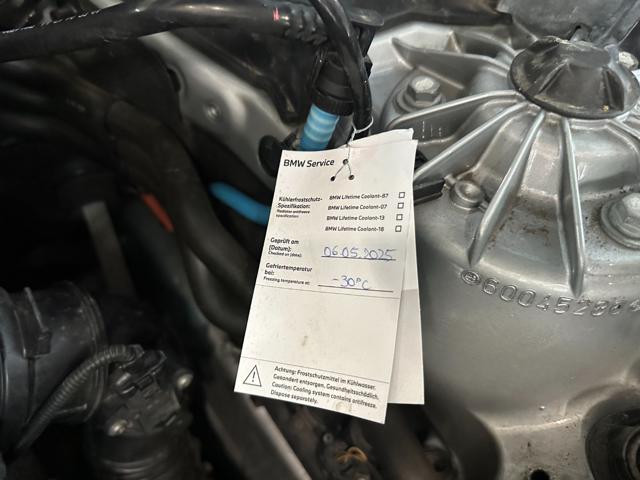 BMW Service
Kühlerfrostschutz-
Spezifikation:
Radiator antifreeze
specification:
BMW Lifetime Coolant-87
BMW Lifetime Coolant-07
BMW Lifetime Coolant-13
BMW Lifetime Coolant-18
Geprüft am
(Datum):
Checked on (date):
06.05.2025
Gefriertemperatur
bei:
Freezing temperature at:
-30°C
Achtung: Frostschutzmittel im Kühlwasser.
Gesondert entsorgen. Gesundheitsschädlich.
Caution: Cooling system contains antifreeze.
Dispose separately.